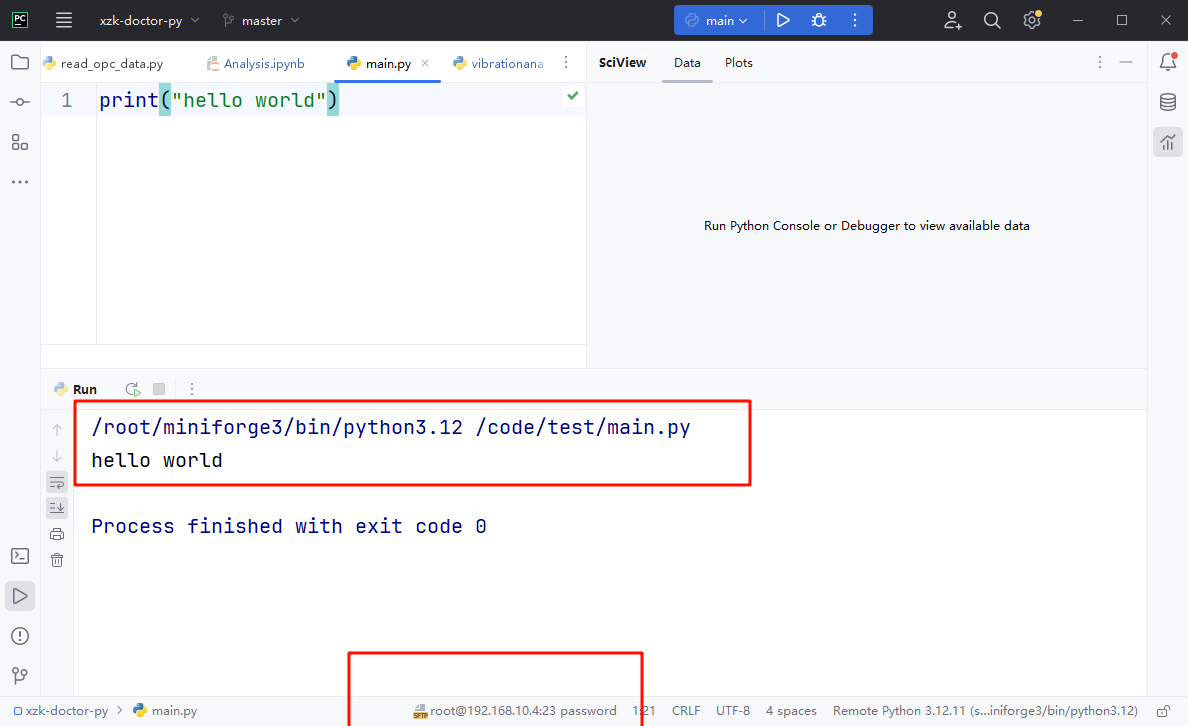 PC
xzk-doctor-py
master
main
read_opc_data.py
Analysis.ipynb
main.py
vibrationana
SciView
Data
Plots
1
print("hello world")
Run Python Console or Debugger to view available data
Run
/root/miniforge3/bin/python3.12 /code/test/main.py
hello world
Process finished with exit code 0
xzk-doctor-py
main.py
SFTP
root@192.168.10.4:23 password
1:21
CRLF
UTF-8
4 spaces
Remote Python 3.12.11 (s...iniforge3/bin/python3.12)